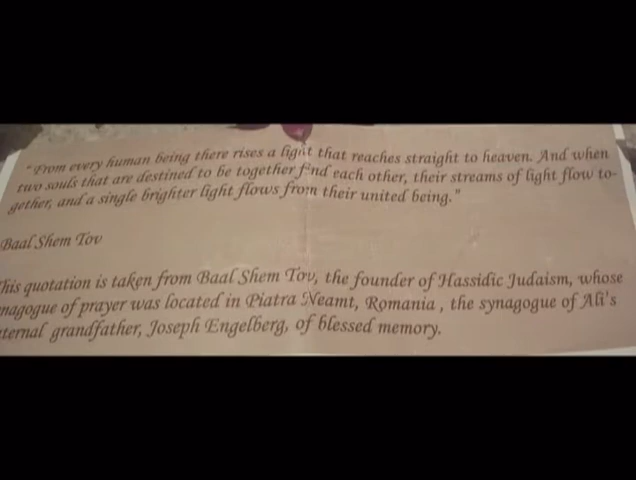 "From every human being there rises a light that reaches straight to heaven. And when
two souls that are destined to be together find each other, their streams of light flow to-
gether, and a single brighter light flows from their united being."
Baal Shem Tov
his quotation is taken from Baal Shem Tov, the founder of Hassidic Judaism, whose
nagogue of prayer was located in Piatra Neamt, Romania , the synagogue of Ali's
ternal grandfather, Joseph Engelberg, of blessed memory.